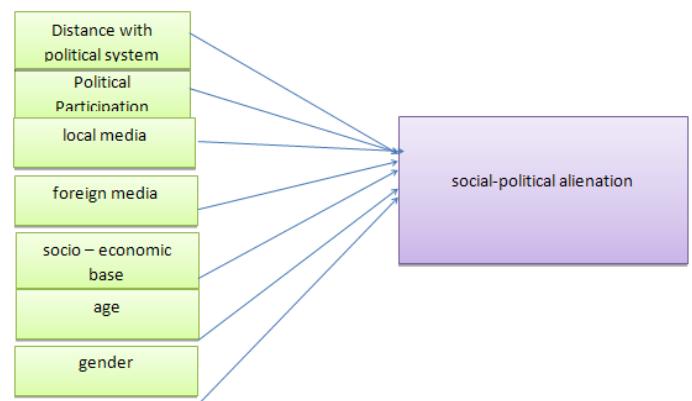 Distance with
political system
Political
Participation
local media
foreign media
socio – economic
base
age
gender
social-political alienation